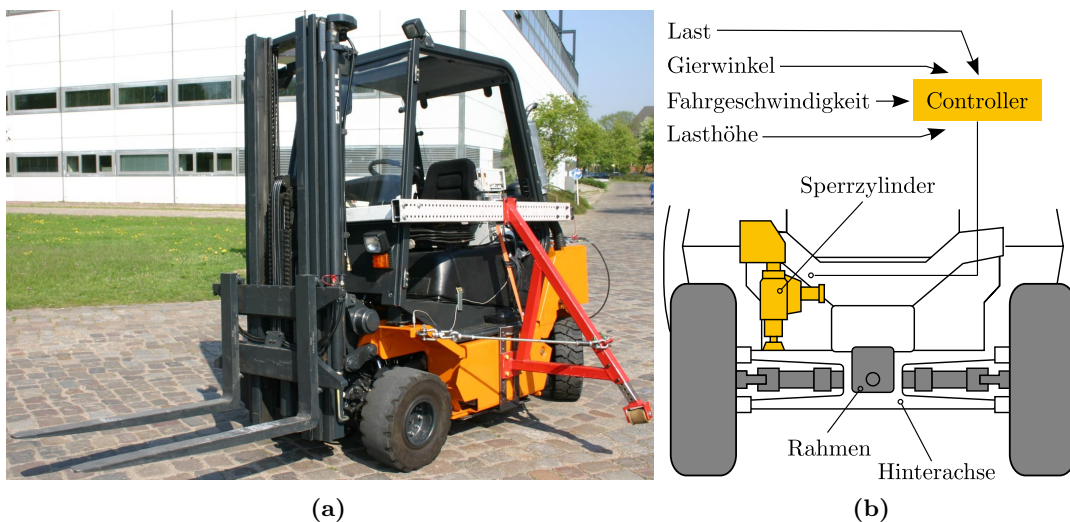 Last
Gierwinkel
Fahrgeschwindigkeit
Controller
Lasthöhe
Sperrzylinder
Rahmen
Hinterachse
(a)
(b)